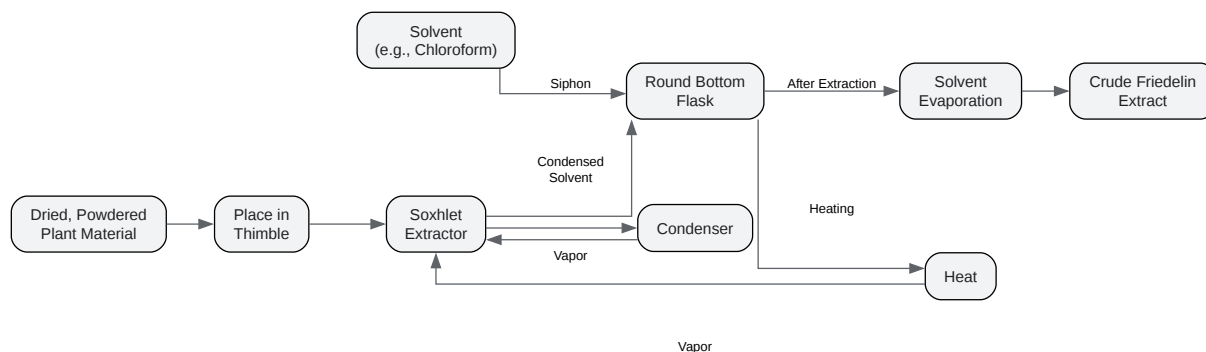 Solvent
(e.g., Chloroform)
Siphon
Round Bottom
Flask
After Extraction
Solvent
Evaporation
Crude Friedelin
Extract
Condensed
Solvent
Dried, Powdered
Plant Material
Place in
Thimble
Soxhlet
Extractor
Condenser
Heating
Vapor
Heat
Vapor